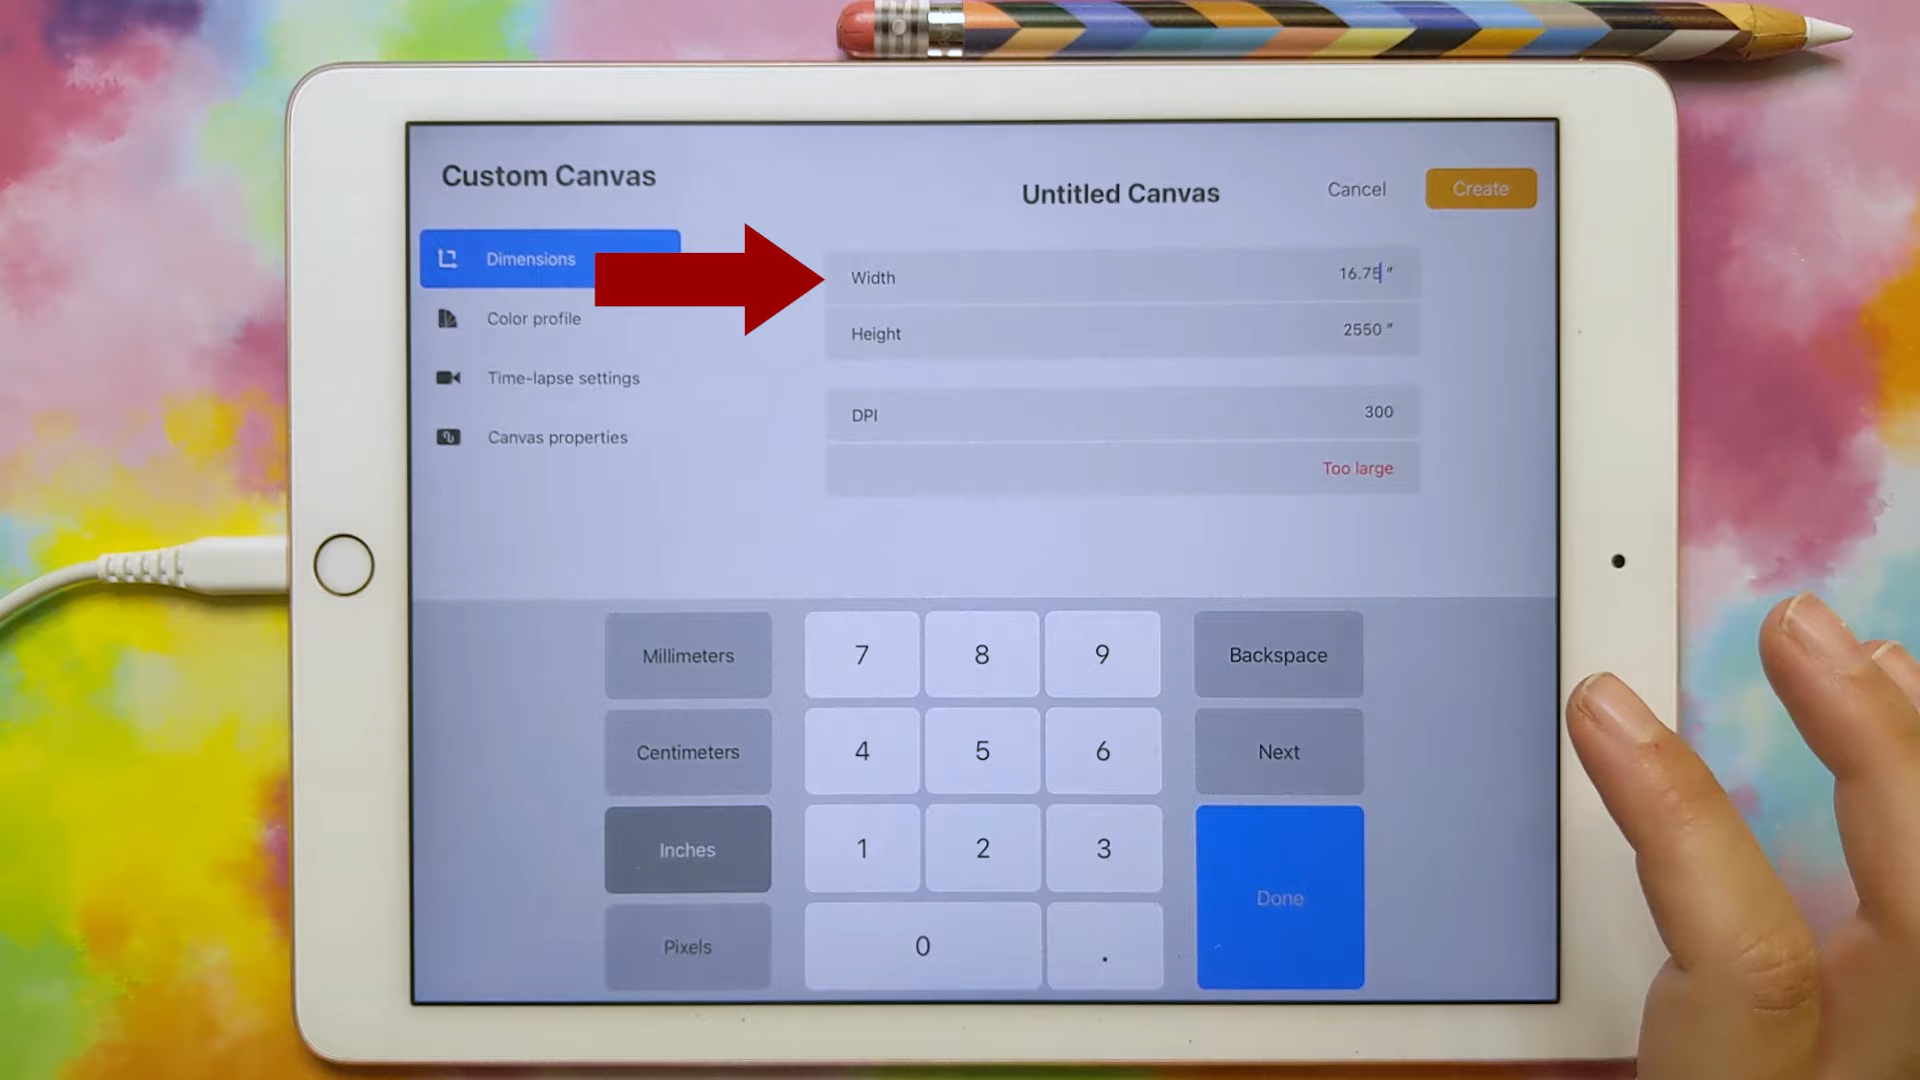 Custom Canvas
Untitled Canvas
Cancel
Create
Dimensions
Color profile
Time-lapse settings
Canvas properties
Width 16.75 "
Height 2550 "
DPI 300
Too large
Millimeters 7 8 9 Backspace
Centimeters 4 5 6 Next
Inches 1 2 3 Done
Pixels 0 .